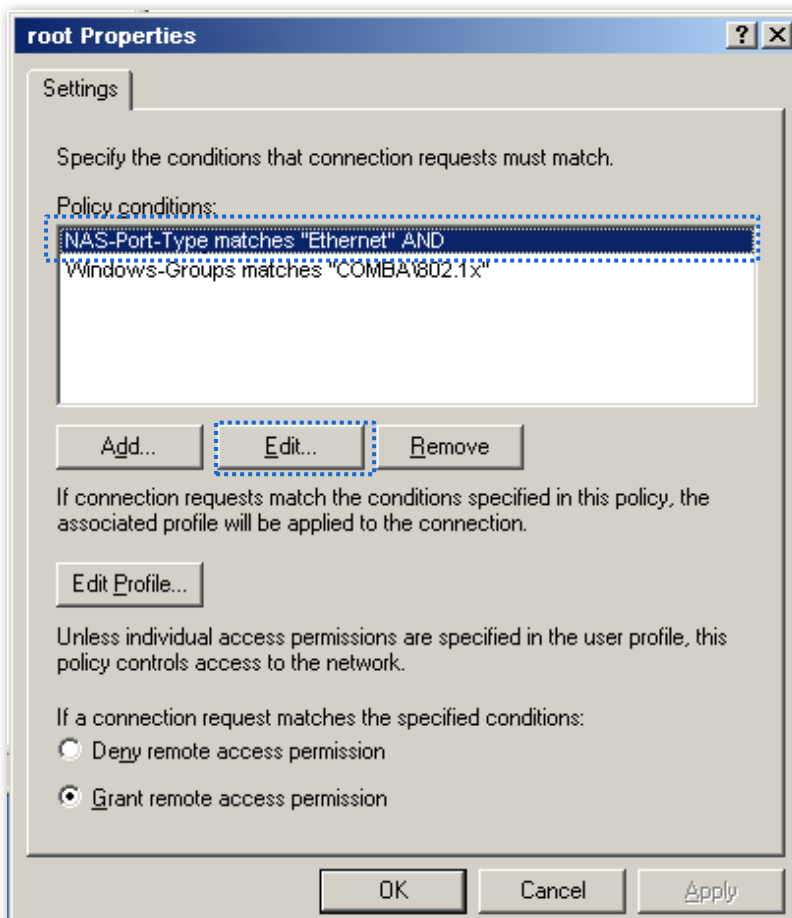 root Properties
Settings
Specify the conditions that connection requests must match.
Policy conditions:
NAS-Port-Type matches "Ethernet" AND
Windows-Groups matches "COMBA\802.1x"
Add...
Edit...
Remove
If connection requests match the conditions specified in this policy, the
associated profile will be applied to the connection.
Edit Profile...
Unless individual access permissions are specified in the user profile, this
policy controls access to the network.
If a connection request matches the specified conditions:
Deny remote access permission
Grant remote access permission
OK
Cancel
Apply